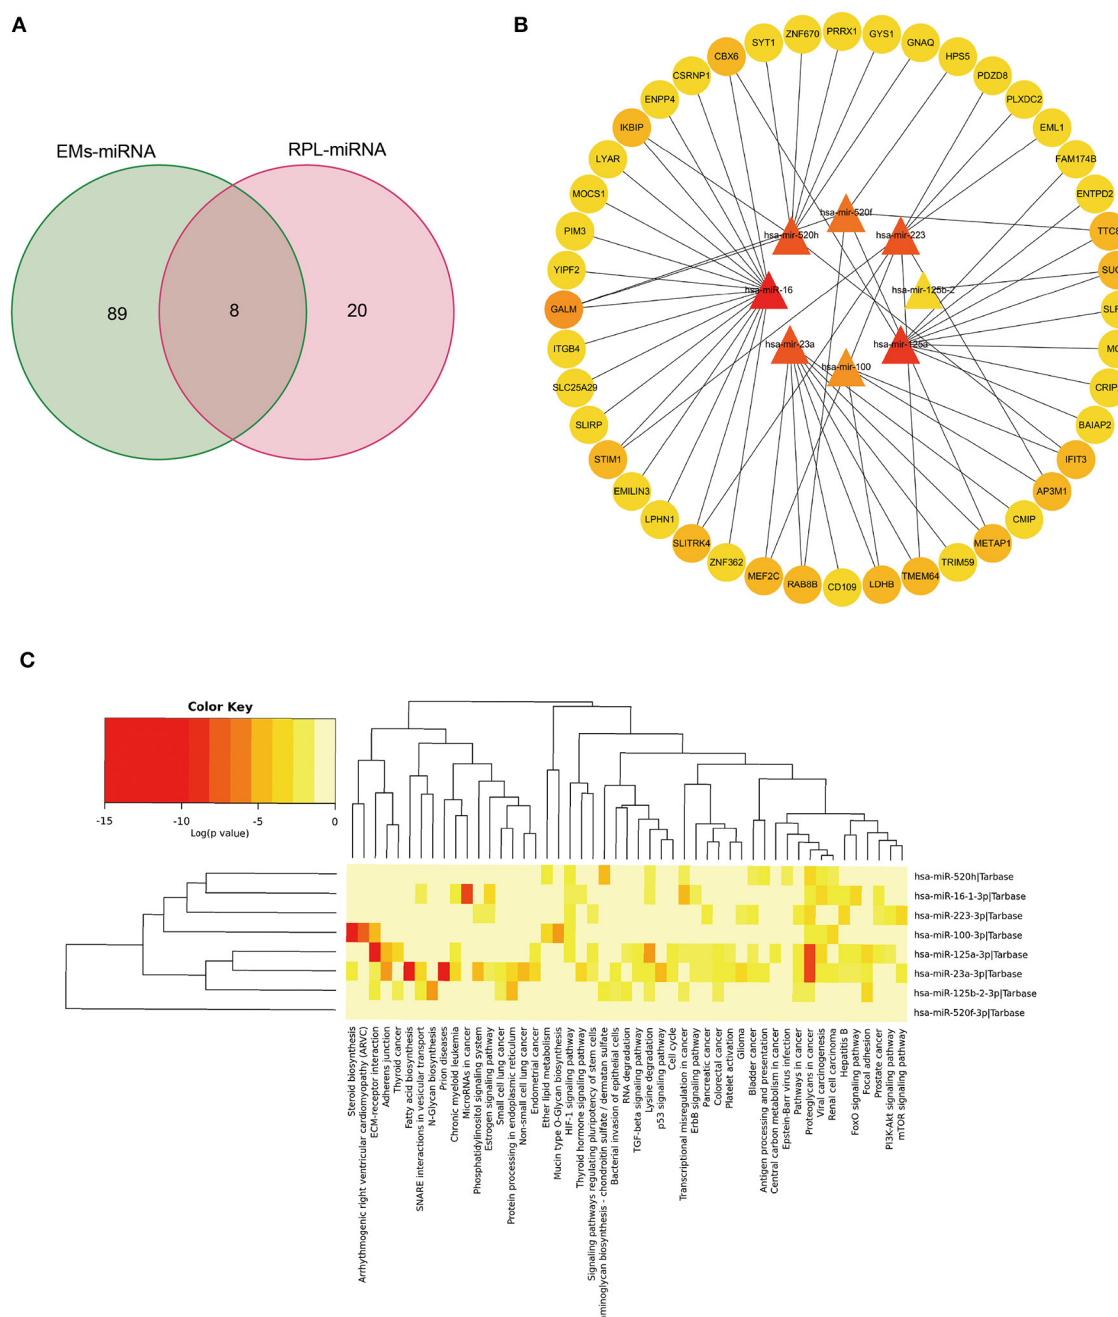 A
EMs-miRNA
RPL-miRNA
89
8
20
B
PRRX1
GYS1
GNAQ
HPS5
PDZD8
PLXDC2
EML1
FAM174B
ENTPD2
TTC8
SUC
SLF
MC
CRIP
BAIAP2
IFIT3
AP3M1
CMIP
METAP1
TRIM59
TMEM64
LDHB
CD109
RAB8B
MEF2C
ZNF362
SLITRK4
LPHN1
EMILIN3
STIM1
SLIRP
SLC25A29
ITGB4
GALM
YIPF2
PIM3
MOCS1
LYAR
IKBIP
ENPP4
CSRNP1
CBX6
SYT1
ZNF670
hsa-mir-520f
hsa-mir-520h
hsa-mir-223
hsa-miR-16
hsa-mir-125b-2
hsa-mir-23a
hsa-mir-125a
hsa-mir-100
C
Color Key
-15
-10
-5
0
Log(p value)
hsa-miR-520h|Tarbase
hsa-miR-16-1-3p|Tarbase
hsa-miR-223-3p|Tarbase
hsa-miR-100-3p|Tarbase
hsa-miR-125a-3p|Tarbase
hsa-miR-23a-3p|Tarbase
hsa-miR-125b-2-3p|Tarbase
hsa-miR-520f-3p|Tarbase
Steroid biosynthesis
Arrhythmogenic right ventricular cardiomyopathy (ARVC)
ECM-receptor interaction
Adherens junction
Thyroid cancer
Fatty acid biosynthesis
SNARE interactions in vesicular transport
N-Glycan biosynthesis
Prion diseases
Chronic myeloid leukemia
MicroRNAs in cancer
Phosphatidylinositol signaling system
Estrogen signaling pathway
Small cell lung cancer
Protein processing in endoplasmic reticulum
Non-small cell lung cancer
Endometrial cancer
Ether lipid metabolism
Mucin type O-Glycan biosynthesis
HIF-1 signaling pathway
Thyroid hormone signaling pathway
Signaling pathways regulating pluripotency of stem cells
aminoglycan biosynthesis - chondroitin sulfate / dermatan sulfate
Bacterial invasion of epithelial cells
RNA degradation
TGF-beta signaling pathway
Lysine degradation
p53 signaling pathway
Cell cycle
Transcriptional misregulation in cancer
ErbB signaling pathway
Pancreatic cancer
Colorectal cancer
Platelet activation
Glioma
Bladder cancer
Antigen processing and presentation
Central carbon metabolism in cancer
Epstein-Barr virus infection
Pathways in cancer
Proteoglycans in cancer
Viral carcinogenesis
Renal cell carcinoma
Hepatitis B
FoxO signaling pathway
Focal adhesion
Prostate cancer
PI3K-Akt signaling pathway
mTOR signaling pathway